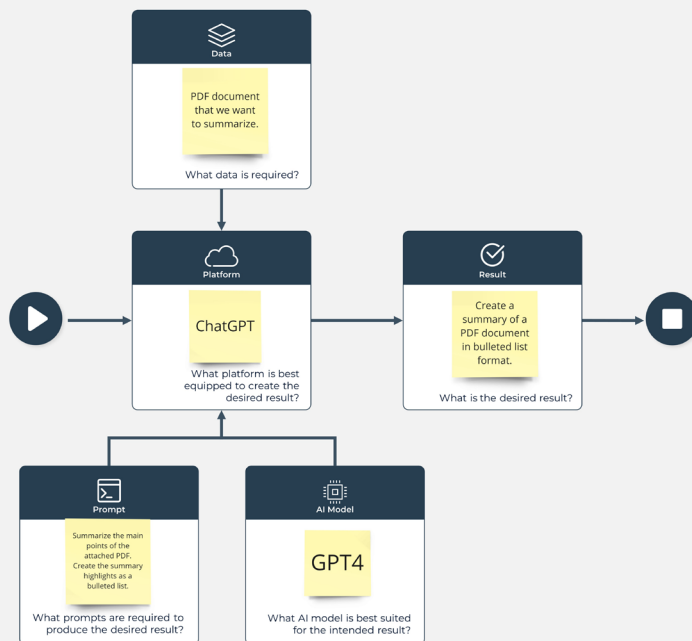 Data
PDF document
that we want
to summarize.
What data is required?
Platform
ChatGPT
What platform is best
equipped to create the
desired result?
Result
Create a
summary of a
PDF document
in bulleted list
format.
What is the desired result?
Prompt
Summarize the main
points of the
attached PDF.
Create the summary
highlights as a
bulleted list.
What prompts are required to
produce the desired result?
AI Model
GPT4
What AI model is best suited
for the intended result?